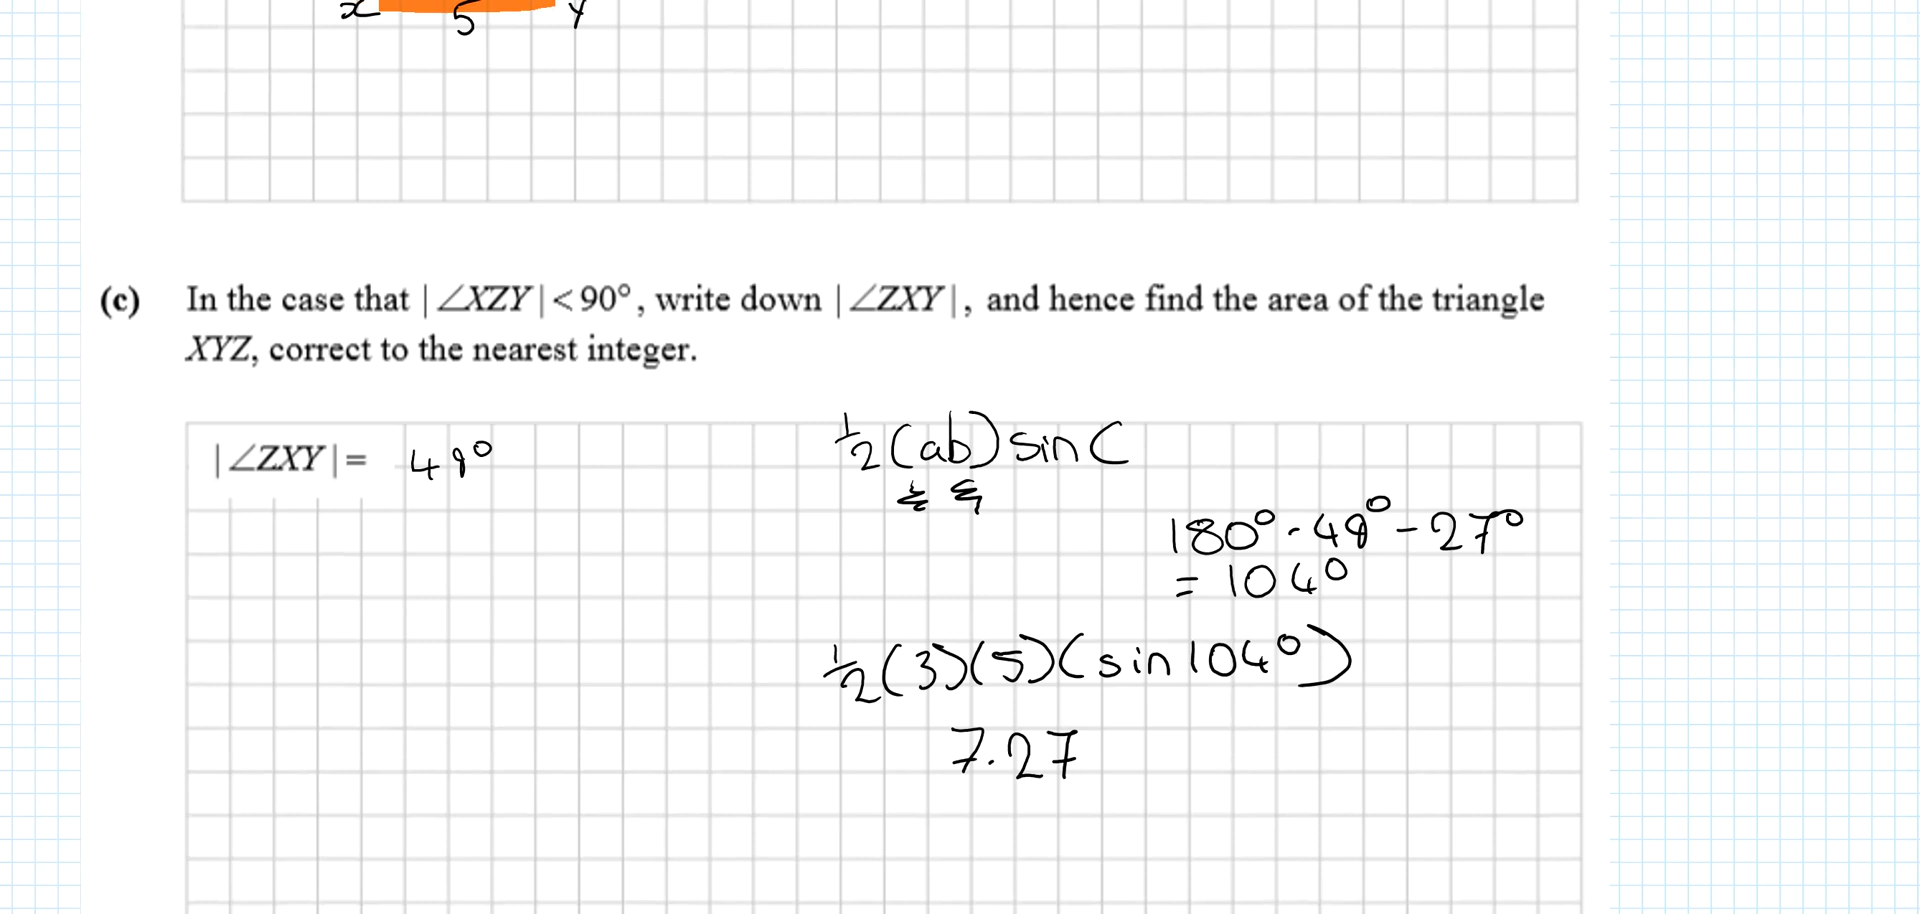 x 5 y
(c) In the case that |∠XZY| < 90°, write down |∠ZXY|, and hence find the area of the triangle
XYZ, correct to the nearest integer.
½(ab) sin C
|∠ZXY| = 49°
180° - 49° - 27°
= 104°
½(3)(5)(sin 104°)
7.27